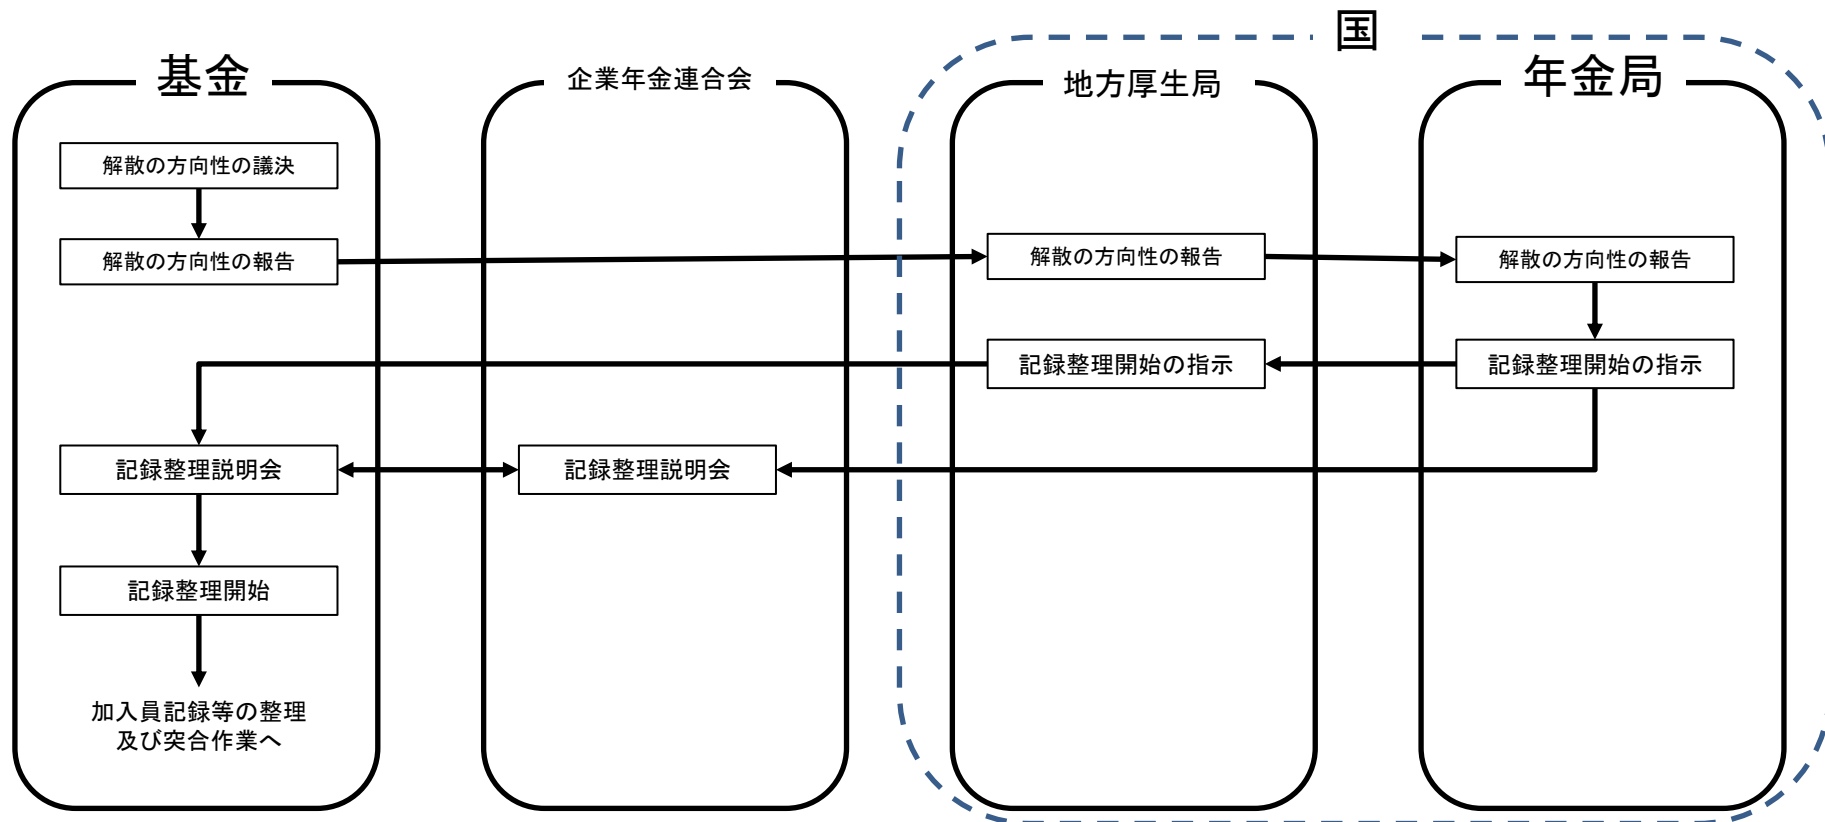 国
基金
企業年金連合会
地方厚生局
年金局
解散の方向性の議決
解散の方向性の報告
解散の方向性の報告
解散の方向性の報告
記録整理開始の指示
記録整理開始の指示
記録整理説明会
記録整理説明会
記録整理開始
加入員記録等の整理
及び突合作業へ